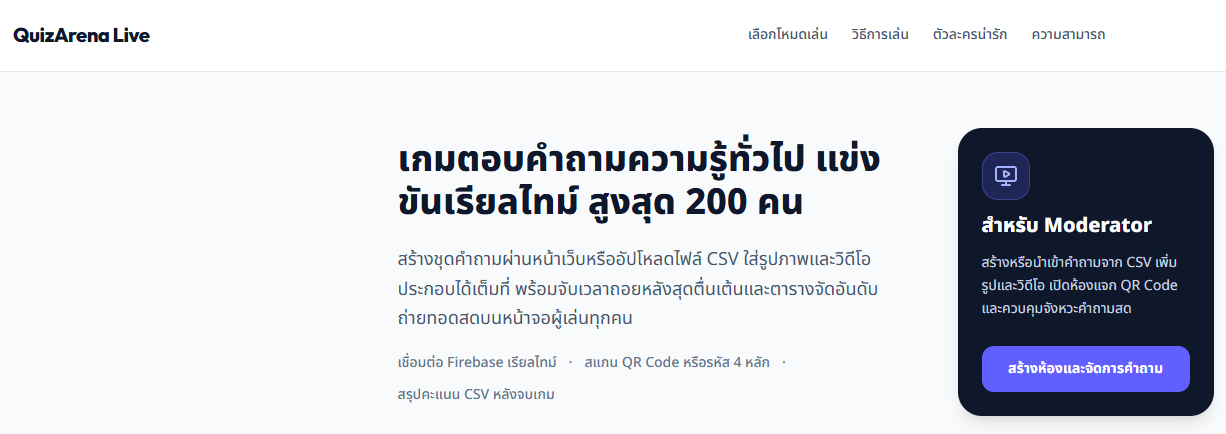 QuizArena Live
เลือกโหมดเล่น
วิธีการเล่น
ตัวละครน่ารัก
ความสามารถ
เกมตอบคำถามความรู้ทั่วไป แข่ง
ขันเรียลไทม์ สูงสุด 200 คน
สร้างชุดคำถามผ่านหน้าเว็บหรืออัปโหลดไฟล์ CSV ใส่รูปภาพและวิดีโอ
ประกอบได้เต็มที่ พร้อมจับเวลาถอยหลังสุดตื่นเต้นและตารางจัดอันดับ
ถ่ายทอดสดบนหน้าจอผู้เล่นทุกคน
เชื่อมต่อ Firebase เรียลไทม์ · สแกน QR Code หรือรหัส 4 หลัก ·
สรุปคะแนน CSV หลังจบเกม
สำหรับ Moderator
สร้างหรือนำเข้าคำถามจาก CSV เพิ่ม
รูปและวิดีโอ เปิดห้องแจก QR Code
และควบคุมจังหวะคำถามสด
สร้างห้องและจัดการคำถาม